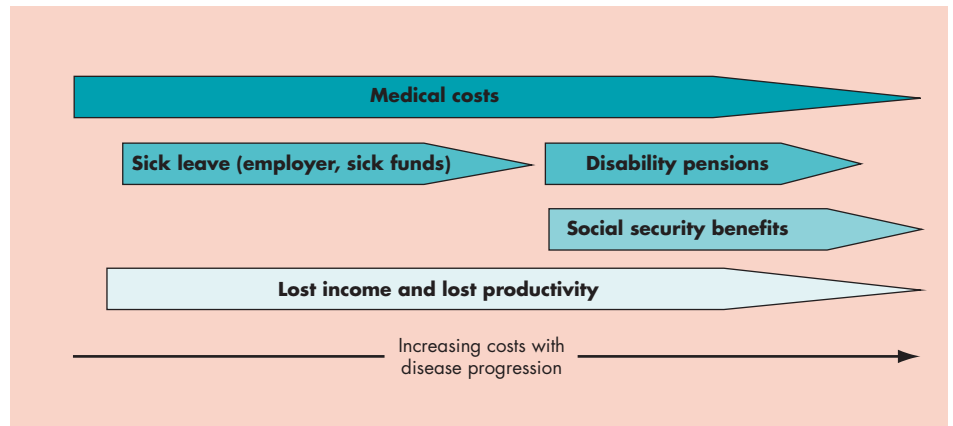 Medical costs
Sick leave (employer, sick funds)
Disability pensions
Social security benefits
Lost income and lost productivity
Increasing costs with
disease progression